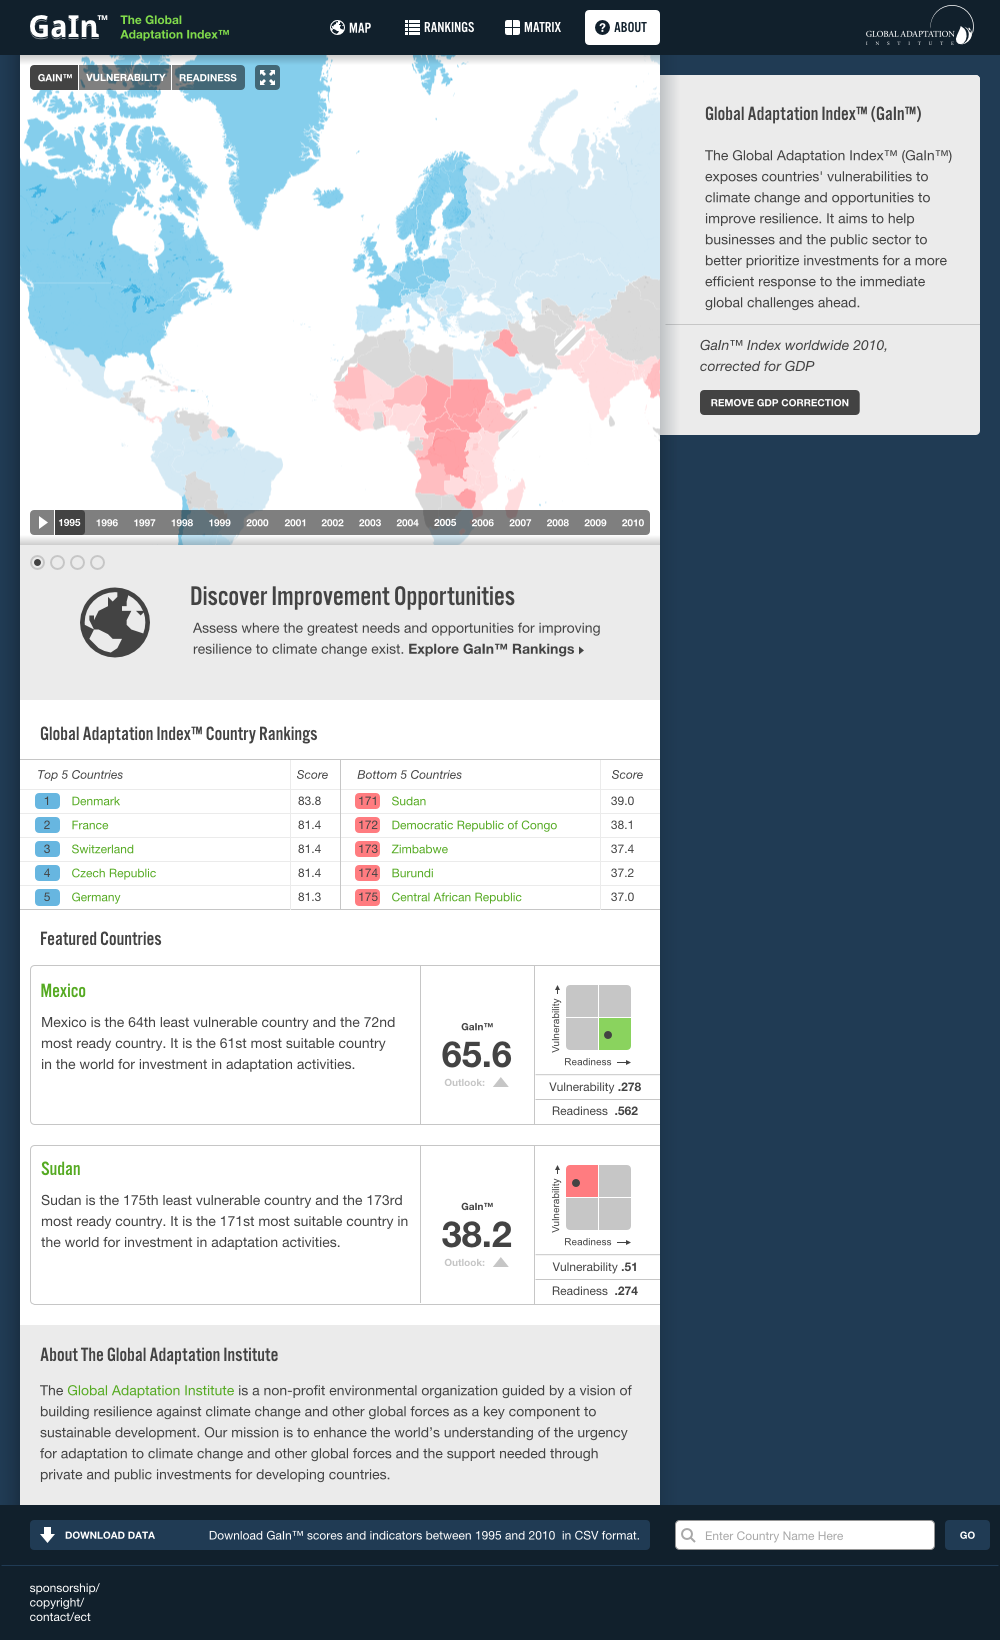 GaIn™
The Global
Adaptation Index™
MAP
RANKINGS
MATRIX
? ABOUT
GLOBAL ADAPTATION
INSTITUTE
GAIN™ VULNERABILITY READINESS
Global Adaptation Index™ (GaIn™)
The Global Adaptation Index™ (GaIn™)
exposes countries' vulnerabilities to
climate change and opportunities to
improve resilience. It aims to help
businesses and the public sector to
better prioritize investments for a more
efficient response to the immediate
global challenges ahead.
GaIn™ Index worldwide 2010,
corrected for GDP
REMOVE GDP CORRECTION
1995 1996 1997 1998 1999 2000 2001 2002 2003 2004 2005 2006 2007 2008 2009 2010
Discover Improvement Opportunities
Assess where the greatest needs and opportunities for improving
resilience to climate change exist. Explore GaIn™ Rankings
Global Adaptation Index™ Country Rankings
Top 5 Countries Score Bottom 5 Countries Score
1 Denmark 83.8 171 Sudan 39.0
2 France 81.4 172 Democratic Republic of Congo 38.1
3 Switzerland 81.4 173 Zimbabwe 37.4
4 Czech Republic 81.4 174 Burundi 37.2
5 Germany 81.3 175 Central African Republic 37.0
Featured Countries
Mexico
Mexico is the 64th least vulnerable country and the 72nd
most ready country. It is the 61st most suitable country
in the world for investment in adaptation activities.
GaIn™
65.6
Outlook:
Vulnerability
Readiness
Vulnerability .278
Readiness .562
Sudan
Sudan is the 175th least vulnerable country and the 173rd
most ready country. It is the 171st most suitable country in
the world for investment in adaptation activities.
GaIn™
38.2
Outlook:
Vulnerability
Readiness
Vulnerability .51
Readiness .274
About The Global Adaptation Institute
The Global Adaptation Institute is a non-profit environmental organization guided by a vision of
building resilience against climate change and other global forces as a key component to
sustainable development. Our mission is to enhance the world's understanding of the urgency
for adaptation to climate change and other global forces and the support needed through
private and public investments for developing countries.
DOWNLOAD DATA Download GaIn™ scores and indicators between 1995 and 2010 in CSV format.
Enter Country Name Here
GO
sponsorship/
copyright/
contact/ect